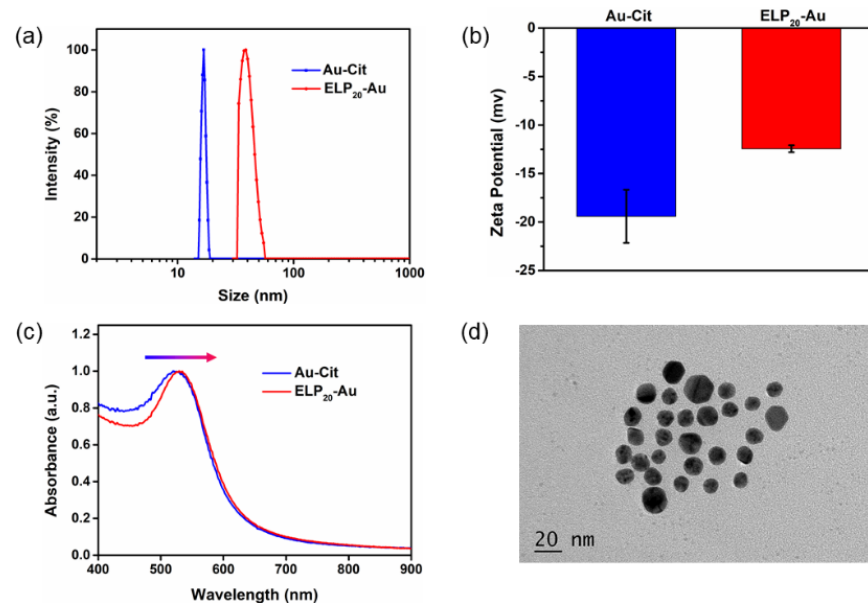 (a)
100
80
60
40
20
0
10
100
1000
Intensity (%)
Size (nm)
Au-Cit
ELP₂₀-Au
(b)
Au-Cit
ELP₂₀-Au
0
-5
-10
-15
-20
-25
Zeta Potential (mv)
(c)
1.2
1.0
0.8
0.6
0.4
0.2
0.0
400
500
600
700
800
900
Absorbance (a.u.)
Wavelength (nm)
Au-Cit
ELP₂₀-Au
(d)
20 nm